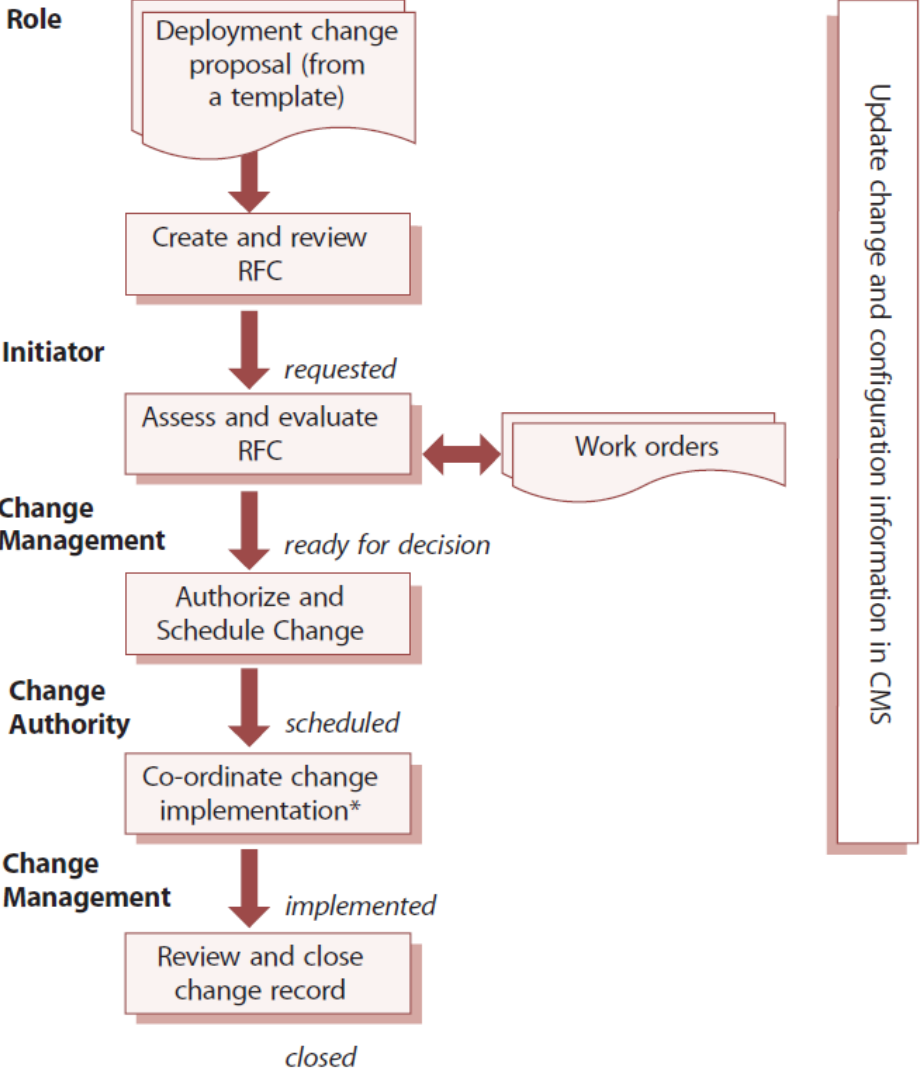 Role
Deployment change
proposal (from
a template)
Create and review
RFC
Initiator
requested
Assess and evaluate
RFC
Work orders
Change
Management
ready for decision
Authorize and
Schedule Change
Change
Authority
scheduled
Co-ordinate change
implementation*
Change
Management
implemented
Review and close
change record
closed
Update change and configuration information in CMS